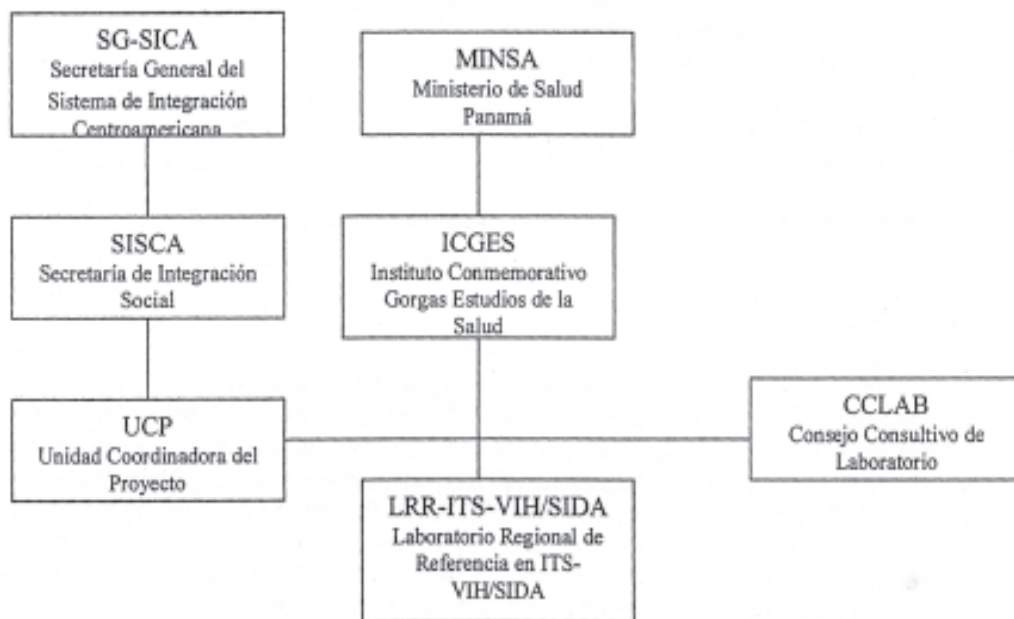 SG-SICA
Secretaría General del
Sistema de Integración
Centroamericana
MINSA
Ministerio de Salud
Panamá
SISCA
Secretaría de Integración
Social
ICGES
Instituto Conmemorativo
Gorgas Estudios de la
Salud
UCP
Unidad Coordinadora del
Proyecto
CCLAB
Consejo Consultivo de
Laboratorio
LRR-ITS-VIH/SIDA
Laboratorio Regional de
Referencia en ITS-
VIH/SIDA